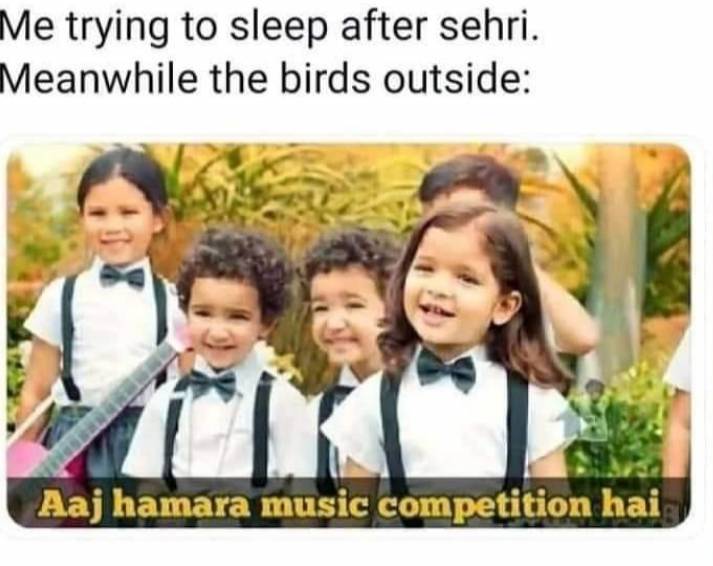 Me trying to sleep after sehri.
Meanwhile the birds outside:
Aaj hamara music competition hai